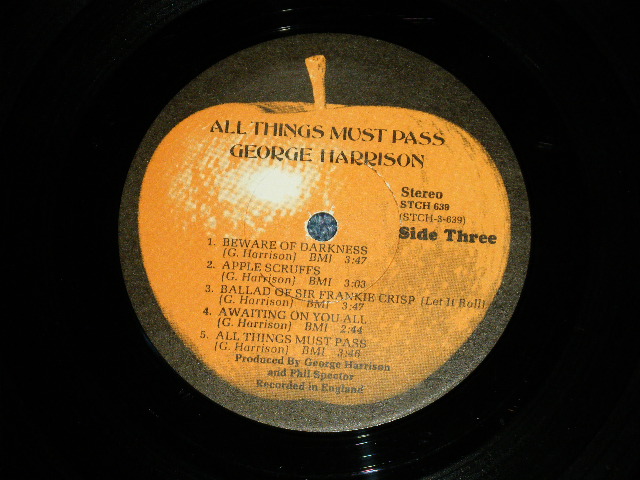 ALL THINGS MUST PASS
GEORGE HARRISON
Stereo
STCH 639
(STCH-3-639)
Side Three
1. BEWARE OF DARKNESS
(G. Harrison) BMI 3:47
2. APPLE SCRUFFS
(G. Harrison) BMI 3:03
3. BALLAD OF SIR FRANKIE CRISP (Let It Roll)
(G. Harrison) BMI 3:47
4. AWAITING ON YOU ALL
(G. Harrison) BMI 2:44
5. ALL THINGS MUST PASS
(G. Harrison) BMI 3:46
Produced By George Harrison
and Phil Spector
Recorded in England